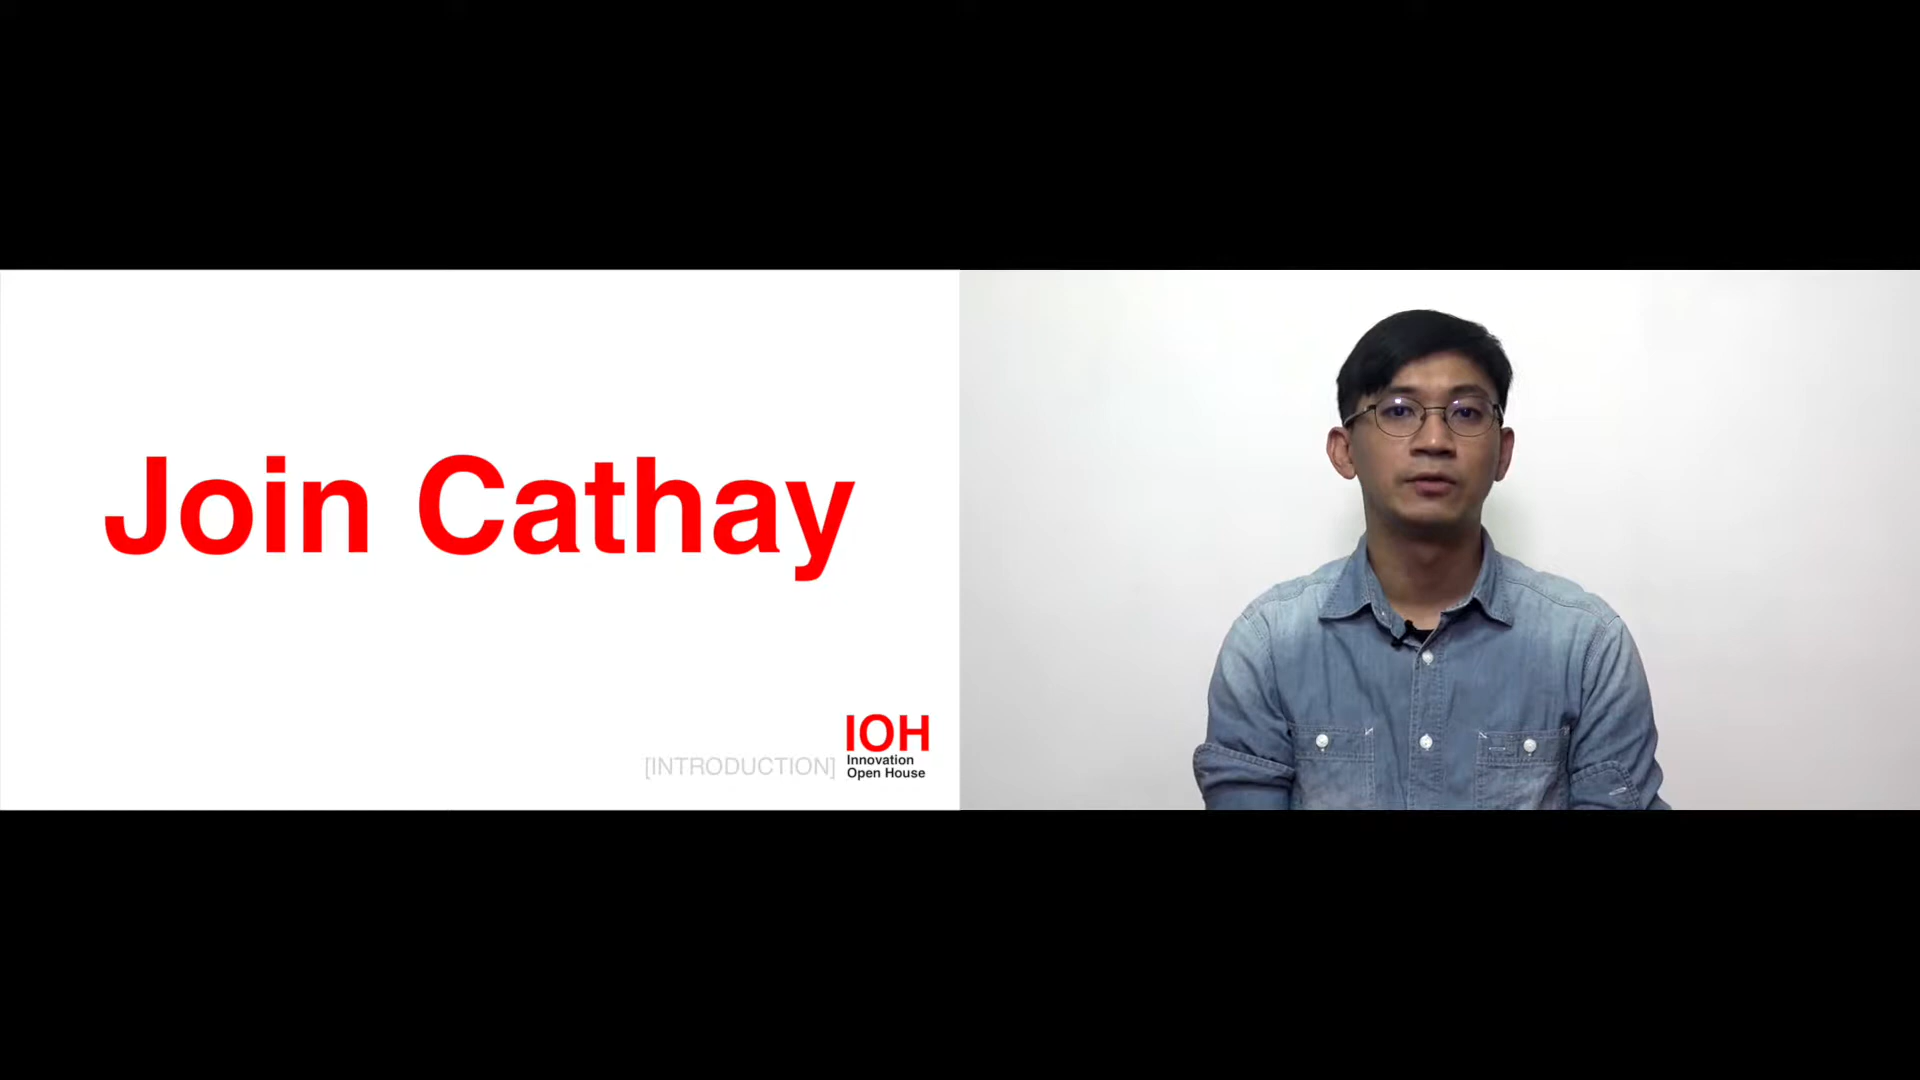 Join Cathay
[INTRODUCTION]
IOH
Innovation
Open House